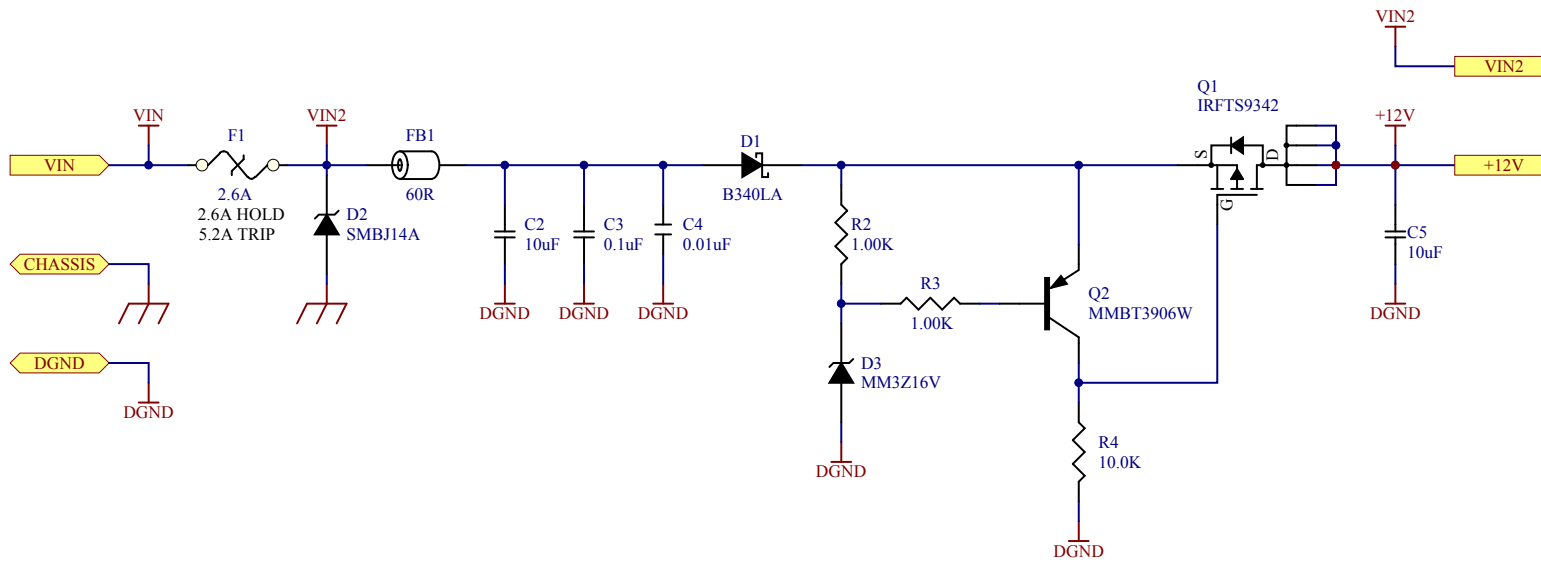 VIN2
VIN2
Q1
IRFTS9342
VIN
VIN2
+12V
F1
FB1
D1
VIN
S
D
G
+12V
2.6A
2.6A HOLD
5.2A TRIP
60R
B340LA
D2
SMBJ14A
C2
10uF
C3
0.1uF
C4
0.01uF
R2
1.00K
C5
10uF
CHASSIS
R3
1.00K
Q2
MMBT3906W
DGND
DGND
DGND
DGND
DGND
DGND
D3
MM3Z16V
R4
10.0K
DGND
DGND